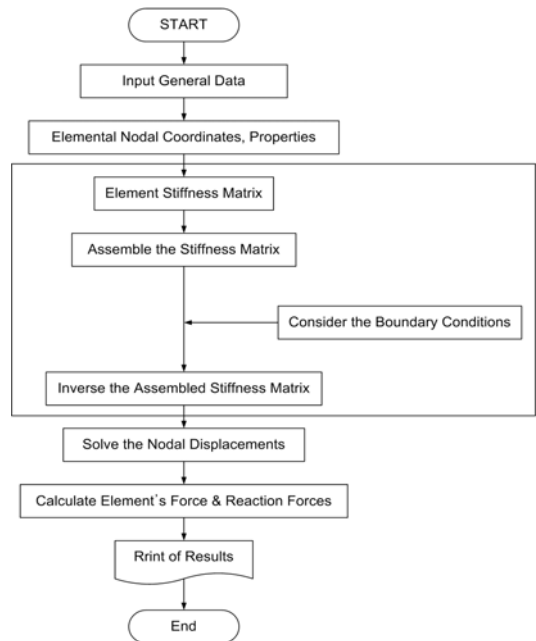 START
Input General Data
Elemental Nodal Coordinates, Properties
Element Stiffness Matrix
Assemble the Stiffness Matrix
Consider the Boundary Conditions
Inverse the Assembled Stiffness Matrix
Solve the Nodal Displacements
Calculate Element´s Force & Reaction Forces
Rrint of Results
End